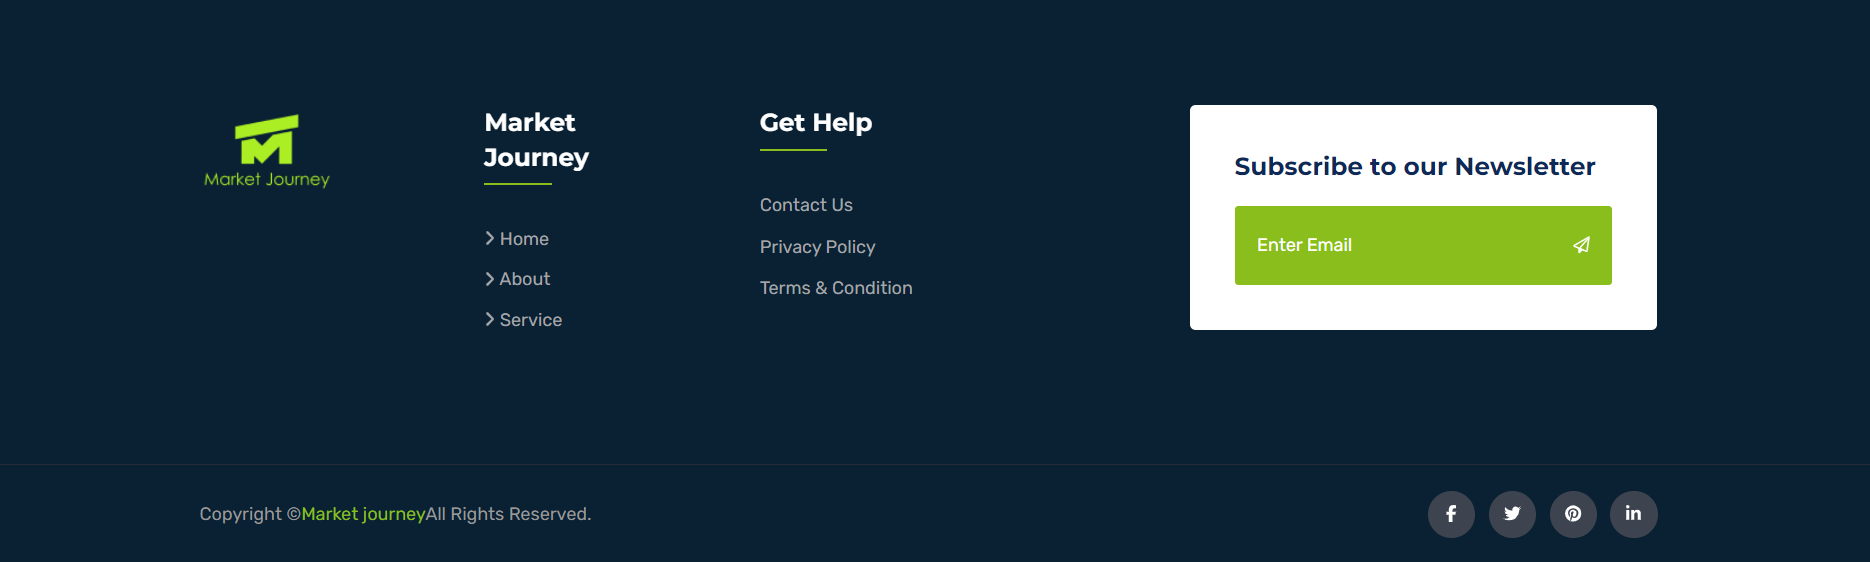 Market Journey
Market
Journey
Home
About
Service
Get Help
Contact Us
Privacy Policy
Terms & Condition
Subscribe to our Newsletter
Enter Email
Copyright ©Market journeyAll Rights Reserved.